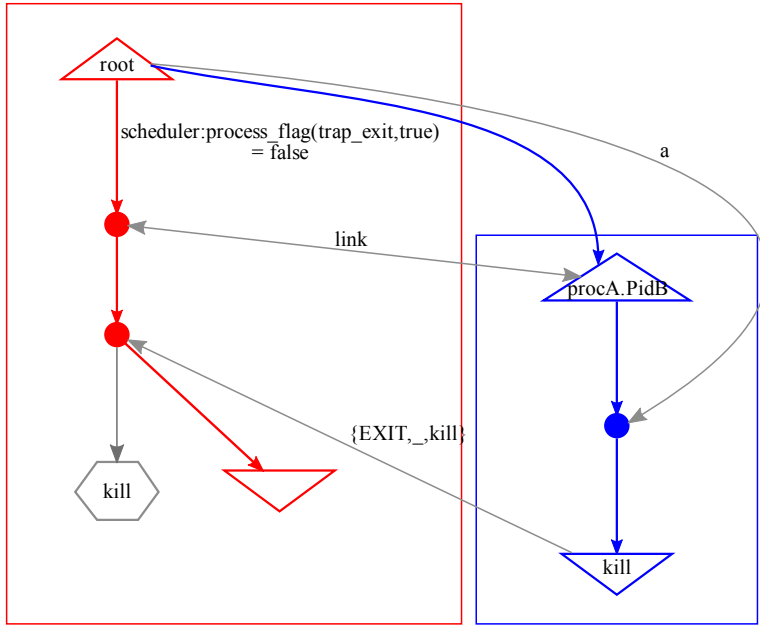 root
scheduler:process_flag(trap_exit,true)
= false
a
link
procA.PidB
{EXIT,_,kill}
kill
kill